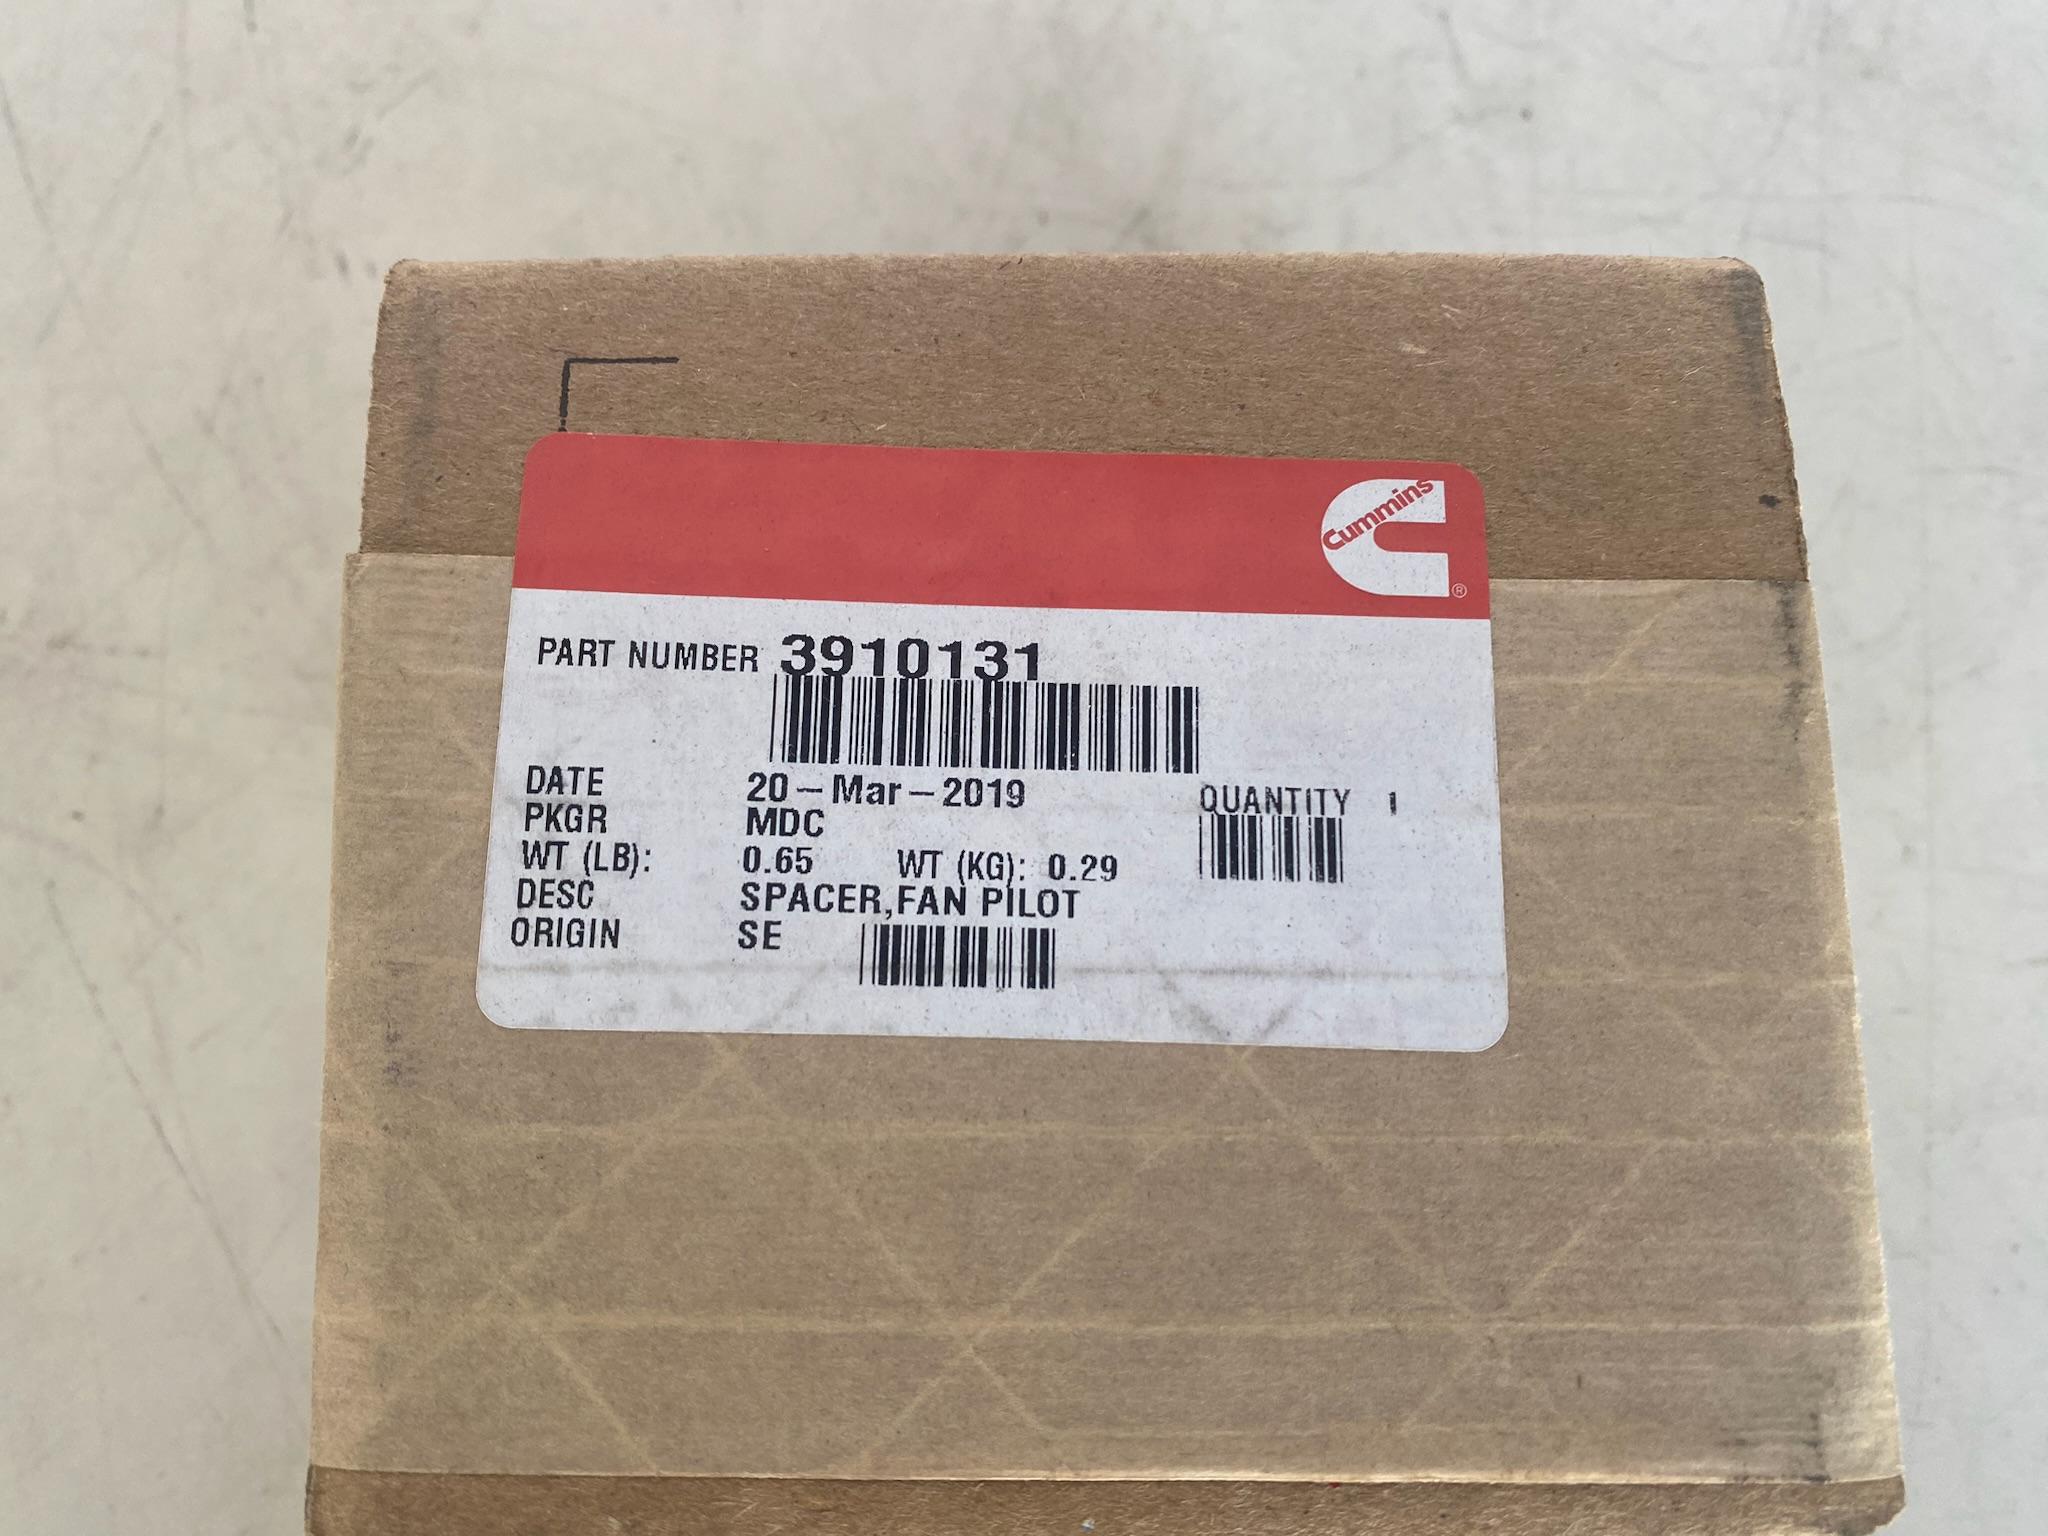 Cummins
®
PART NUMBER 3910131
DATE 20-Mar-2019
QUANTITY 1
PKGR MDC
WT (LB): 0.65 WT (KG): 0.29
DESC SPACER,FAN PILOT
ORIGIN SE